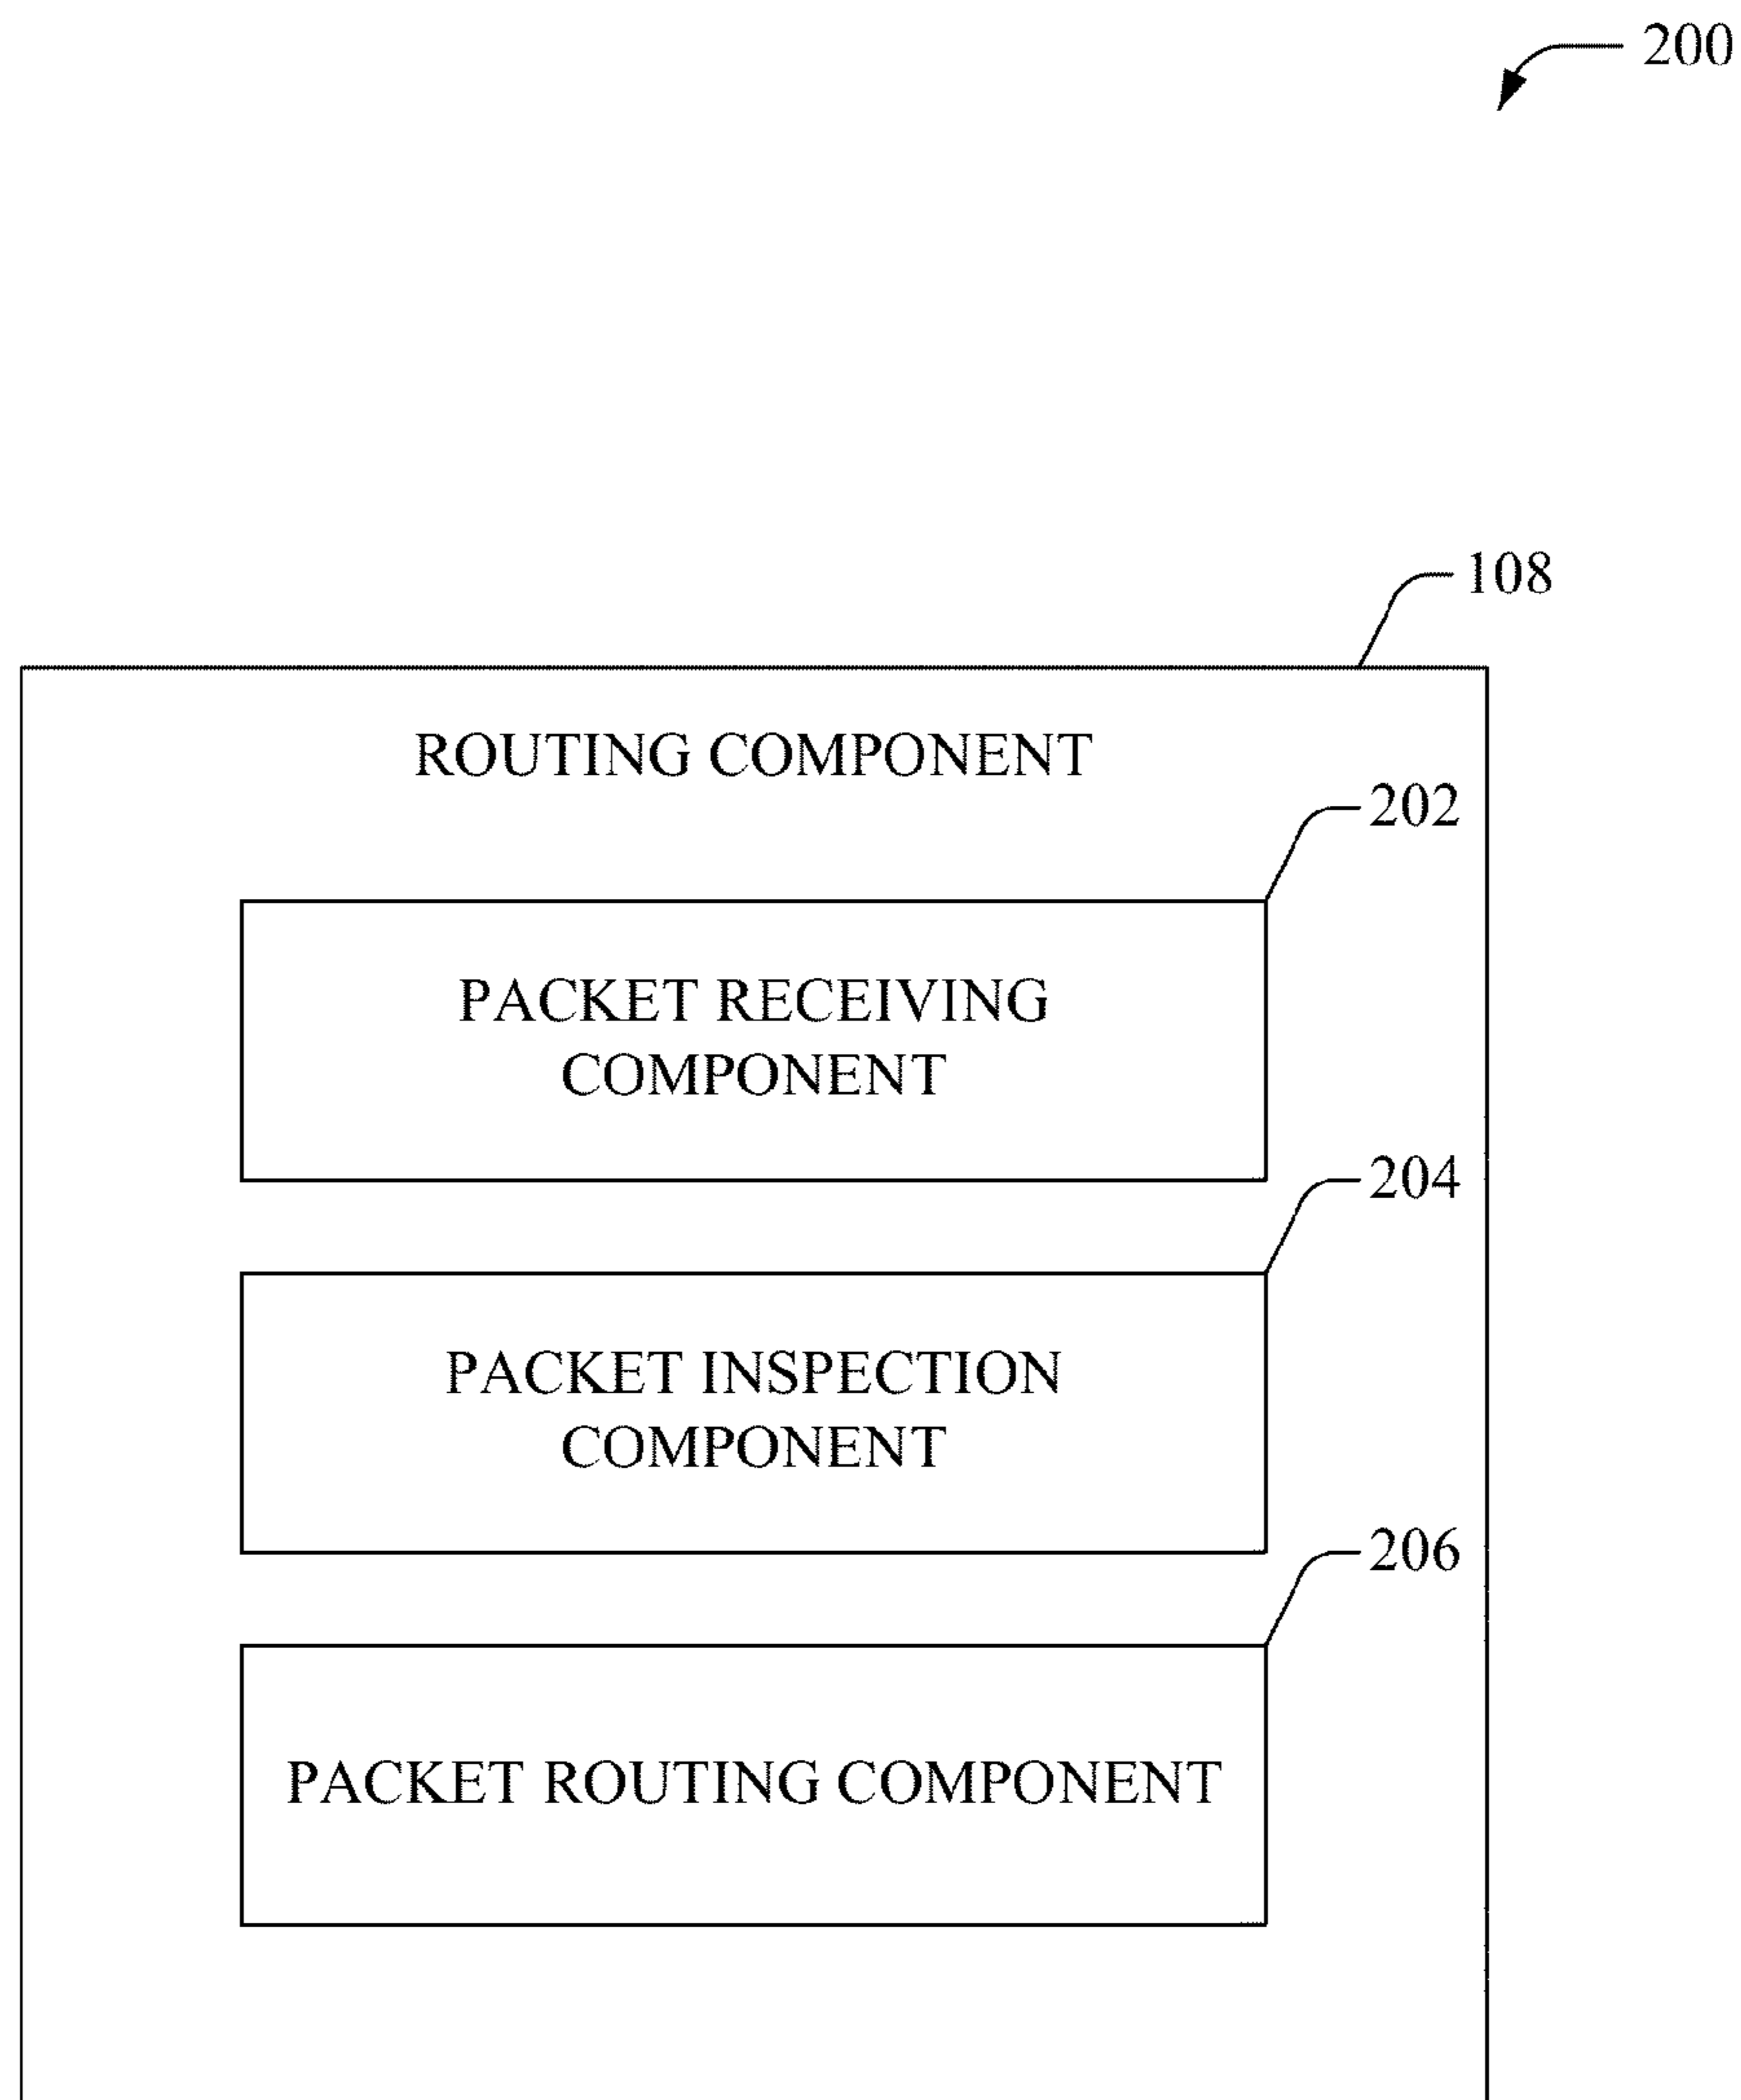 200
108
ROUTING COMPONENT
202
PACKET RECEIVING
COMPONENT
204
PACKET INSPECTION
COMPONENT
206
PACKET ROUTING COMPONENT